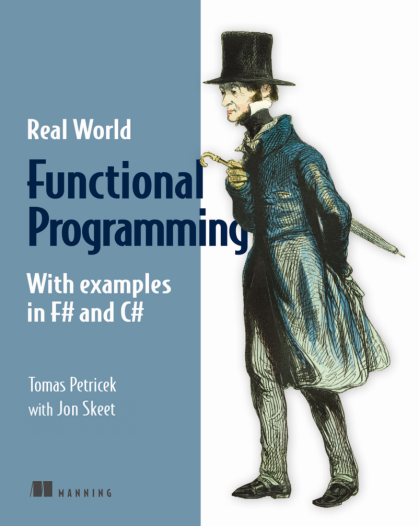 Real World
Functional
Programming
With examples
in F# and C#
Tomas Petricek
with Jon Skeet
MANNING